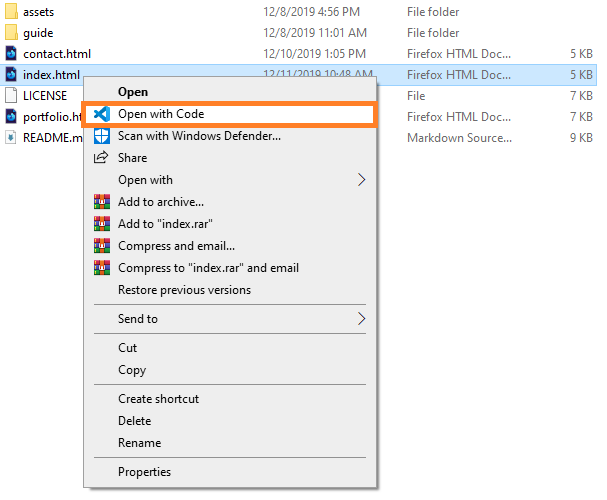 assets 12/8/2019 4:56 PM File folder
guide 12/8/2019 11:01 AM File folder
contact.html 12/10/2019 1:05 PM Firefox HTML Doc... 5 KB
index.html 12/11/2019 10:48 AM Firefox HTML Doc... 5 KB
Open
LICENSE File 7 KB
Open with Code
portfolio.h Firefox HTML Doc... 7 KB
Scan with Windows Defender...
README.m Markdown Source... 9 KB
Share
Open with
Add to archive...
Add to "index.rar"
Compress and email...
Compress to "index.rar" and email
Restore previous versions
Send to
Cut
Copy
Create shortcut
Delete
Rename
Properties